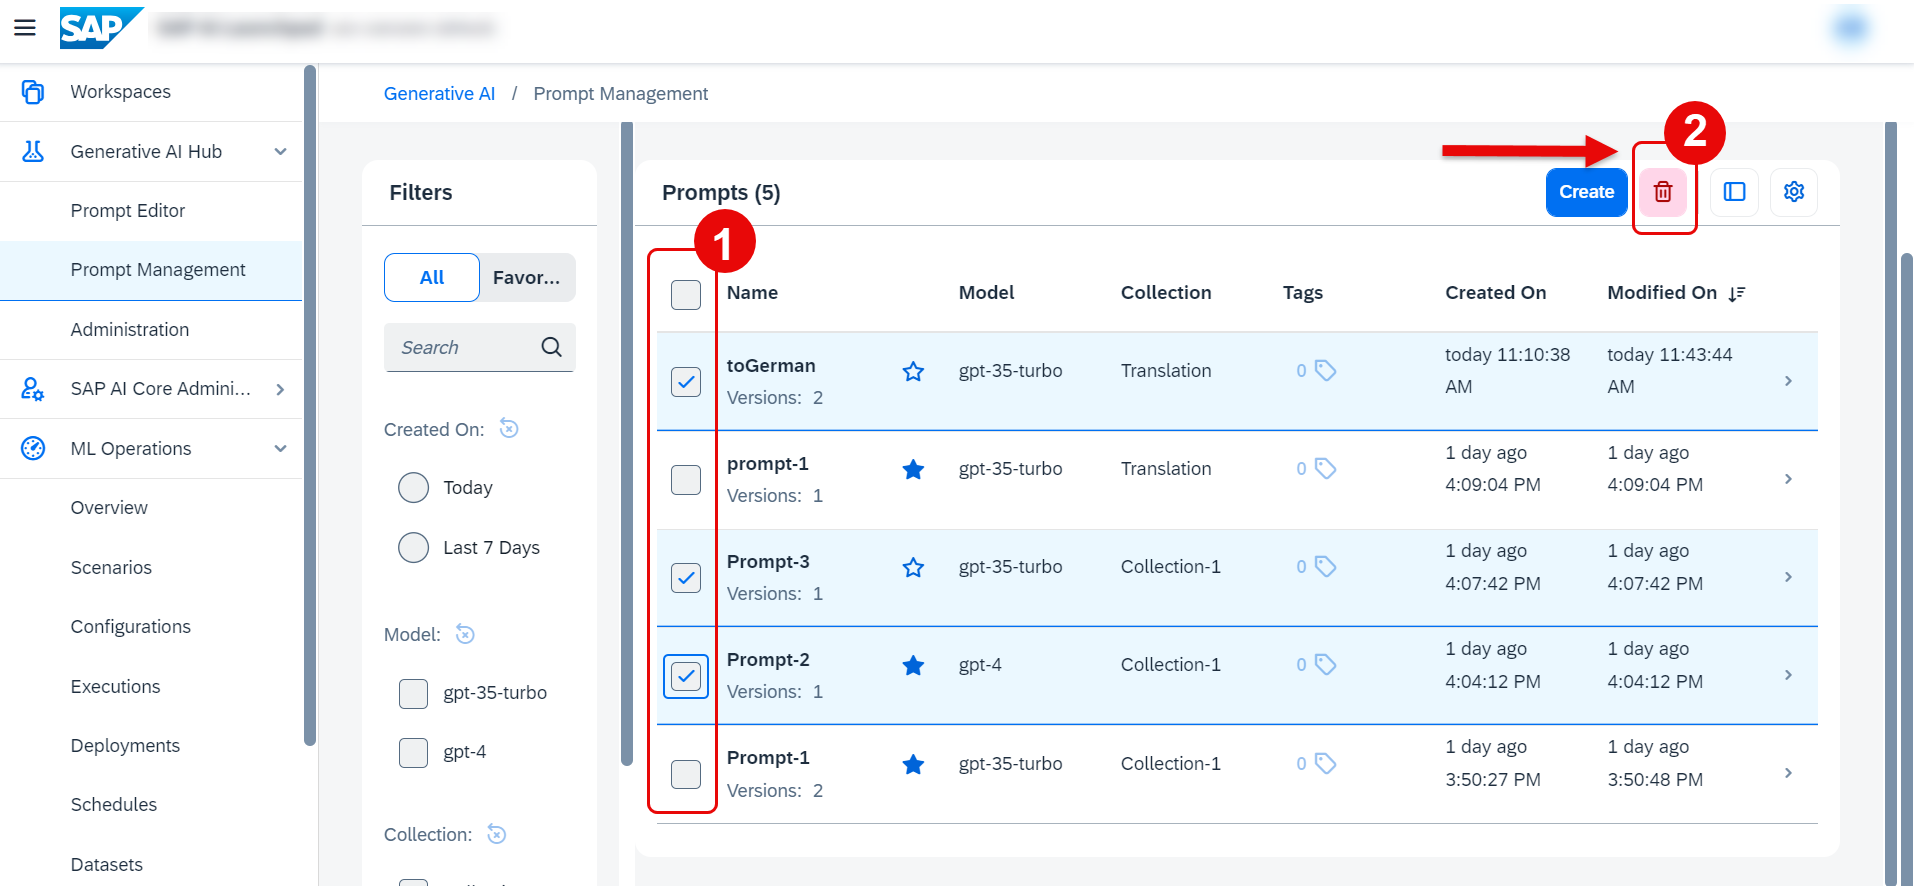 SAP
Workspaces
Generative AI Hub
Prompt Editor
Prompt Management
Administration
SAP AI Core Admini...
ML Operations
Overview
Scenarios
Configurations
Executions
Deployments
Schedules
Datasets
Generative AI / Prompt Management
Filters
All Favor...
Search
Created On:
Today
Last 7 Days
Model:
gpt-35-turbo
gpt-4
Collection:
Prompts (5)
Create
2
1
Name Model Collection Tags Created On Modified On
toGerman gpt-35-turbo Translation 0 today 11:10:38 AM today 11:43:44 AM
Versions: 2
prompt-1 gpt-35-turbo Translation 0 1 day ago 4:09:04 PM 1 day ago 4:09:04 PM
Versions: 1
Prompt-3 gpt-35-turbo Collection-1 0 1 day ago 4:07:42 PM 1 day ago 4:07:42 PM
Versions: 1
Prompt-2 gpt-4 Collection-1 0 1 day ago 4:04:12 PM 1 day ago 4:04:12 PM
Versions: 1
Prompt-1 gpt-35-turbo Collection-1 0 1 day ago 3:50:27 PM 1 day ago 3:50:48 PM
Versions: 2